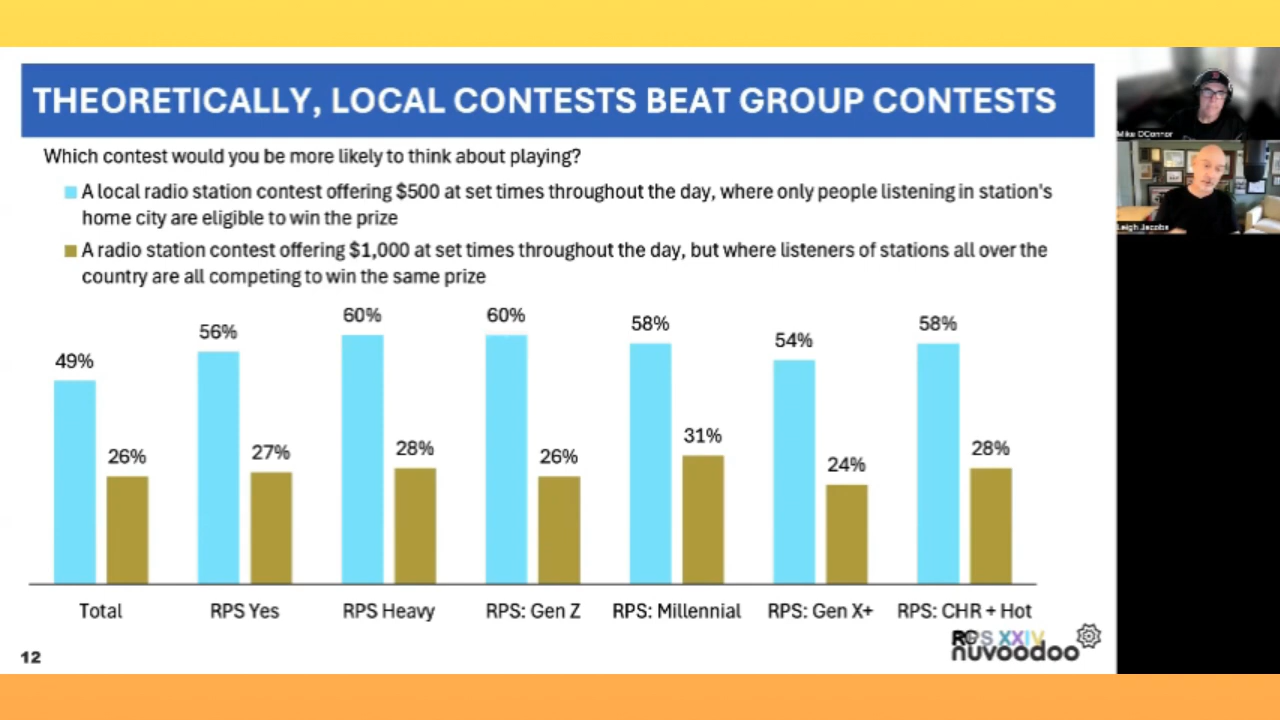 THEORETICALLY, LOCAL CONTESTS BEAT GROUP CONTESTS
Which contest would you be more likely to think about playing?
A local radio station contest offering $500 at set times throughout the day, where only people listening in station's
home city are eligible to win the prize
A radio station contest offering $1,000 at set times throughout the day, but where listeners of stations all over the
country are all competing to win the same prize
49% 26% 56% 27% 60% 28% 60% 26% 58% 31% 54% 24% 58% 28%
Total RPS Yes RPS Heavy RPS: Gen Z RPS: Millennial RPS: Gen X+ RPS: CHR + Hot
RPS XXIV
nuvoodoo
12
Mike OConnor
Leigh Jacobs